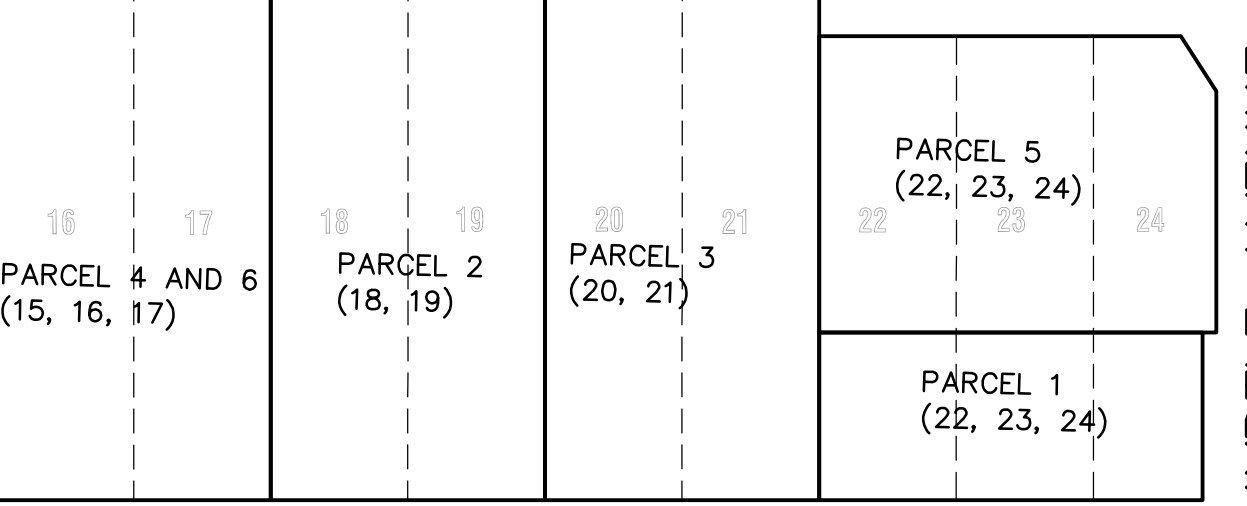 16 17 18 19 20 21 22 23 24
PARCEL 4 AND 6
(15, 16, 17)
PARCEL 2
(18, 19)
PARCEL 3
(20, 21)
PARCEL 5
(22, 23, 24)
PARCEL 1
(22, 23, 24)